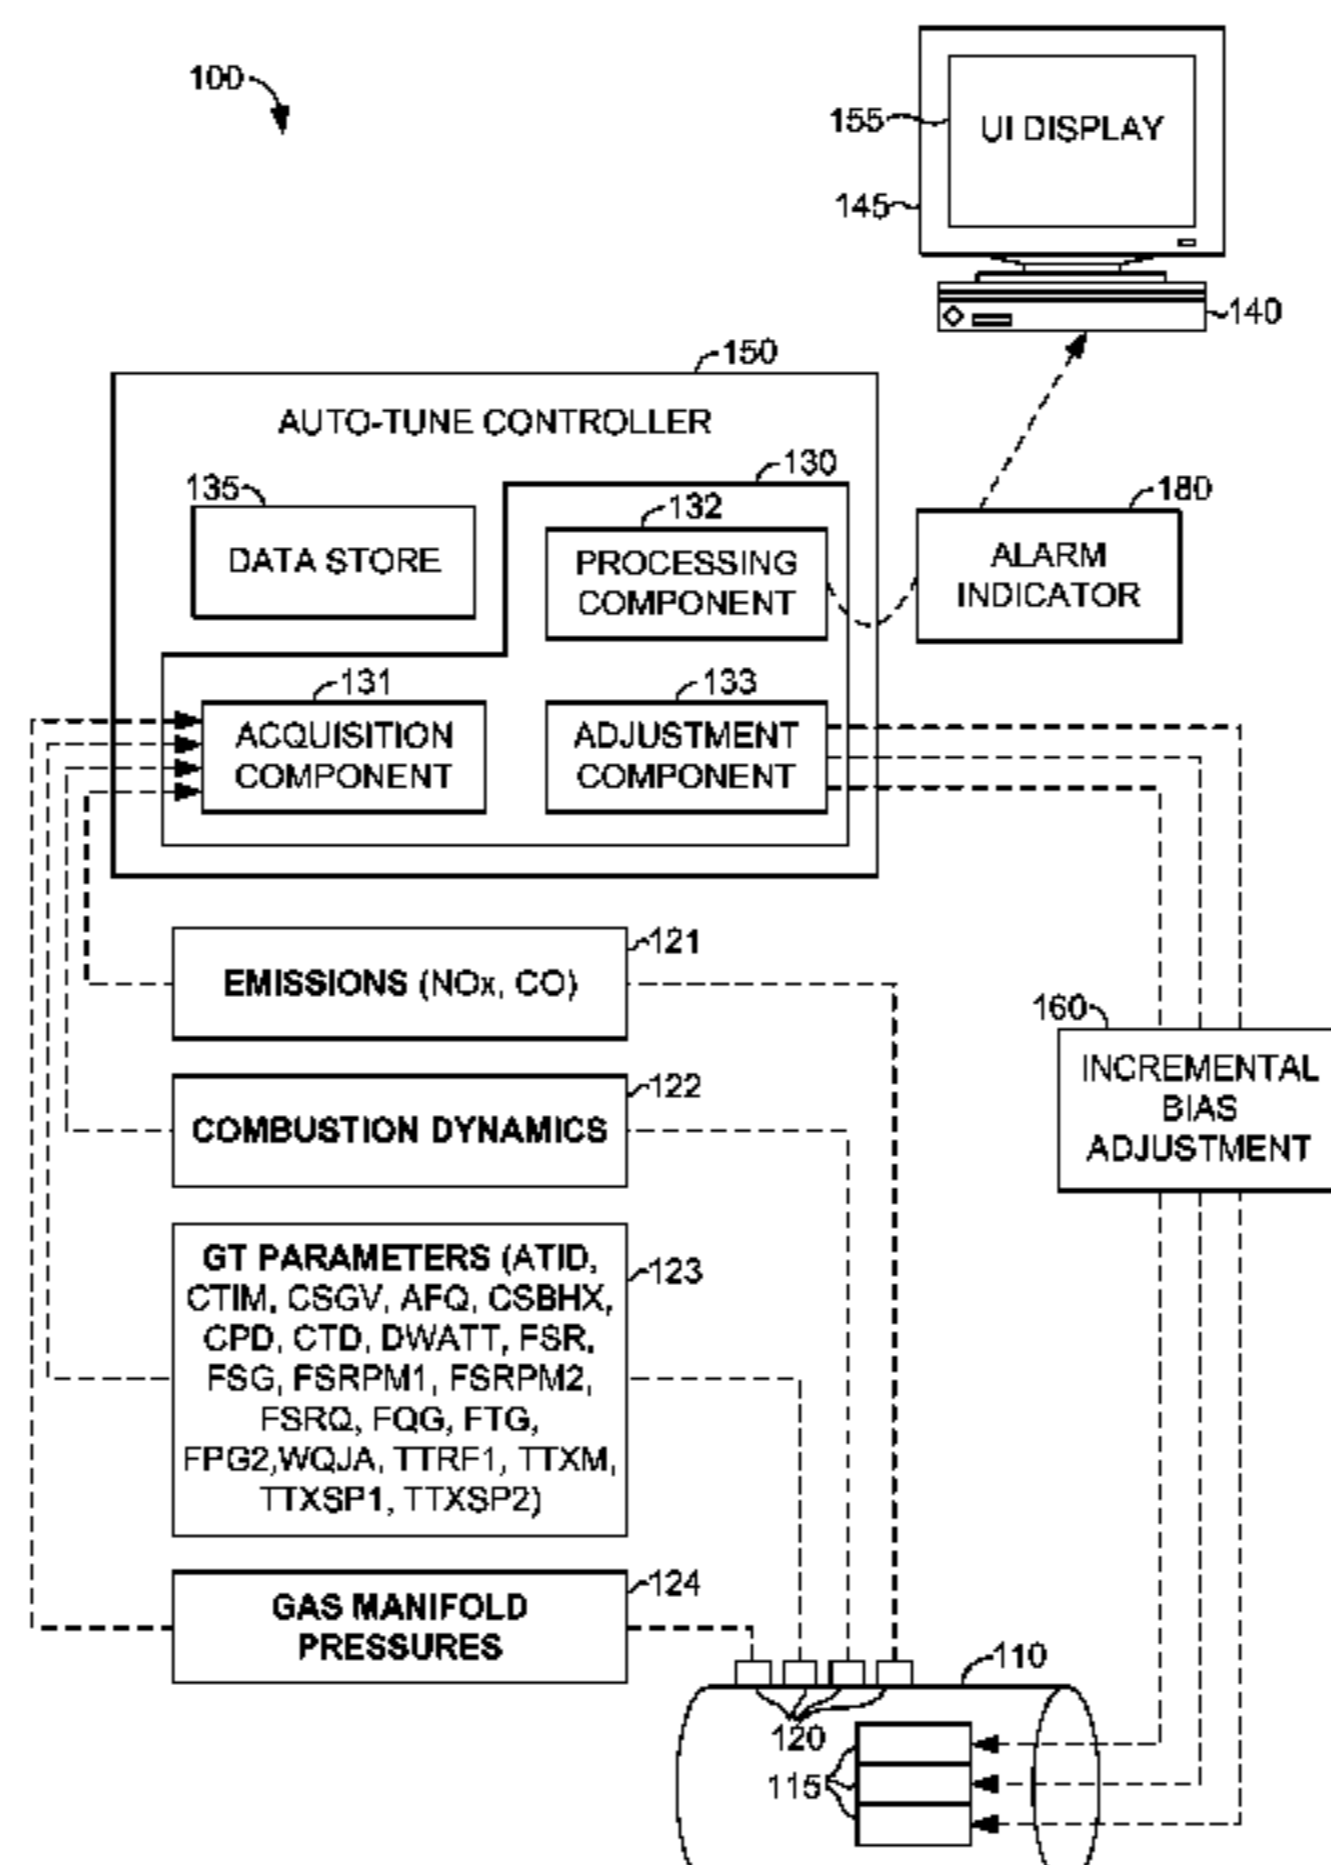 100
155
UI DISPLAY
145
140
150
AUTO-TUNE CONTROLLER
135
DATA STORE
130
132
PROCESSING
COMPONENT
180
ALARM
INDICATOR
131
ACQUISITION
COMPONENT
133
ADJUSTMENT
COMPONENT
121
EMISSIONS (NOx, CO)
160
INCREMENTAL
BIAS
ADJUSTMENT
122
COMBUSTION DYNAMICS
123
GT PARAMETERS (ATID,
CTIM, CSGV, AFQ, CSBHX,
CPD, CTD, DWATT, FSR,
FSG, FSRPM1, FSRPM2,
FSRQ, FQG, FTG,
FPG2,WQJA, TTRF1, TTXM,
TTXSP1, TTXSP2)
124
GAS MANIFOLD
PRESSURES
110
120
115